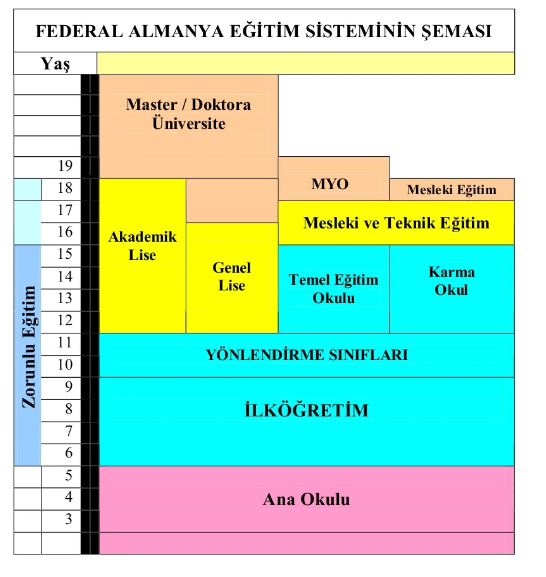 FEDERAL ALMANYA EĞİTİM SİSTEMİNİN ŞEMASI
Yaş
Master / Doktora
Üniversite
19
18
17
16
15
14
13
12
11
10
9
8
7
6
5
4
3
Zorunlu Eğitim
MYO
Mesleki Eğitim
Mesleki ve Teknik Eğitim
Akademik
Lise
Genel
Lise
Temel Eğitim
Okulu
Karma
Okul
YÖNLENDİRME SINIFLARI
İLKÖĞRETİM
Ana Okulu